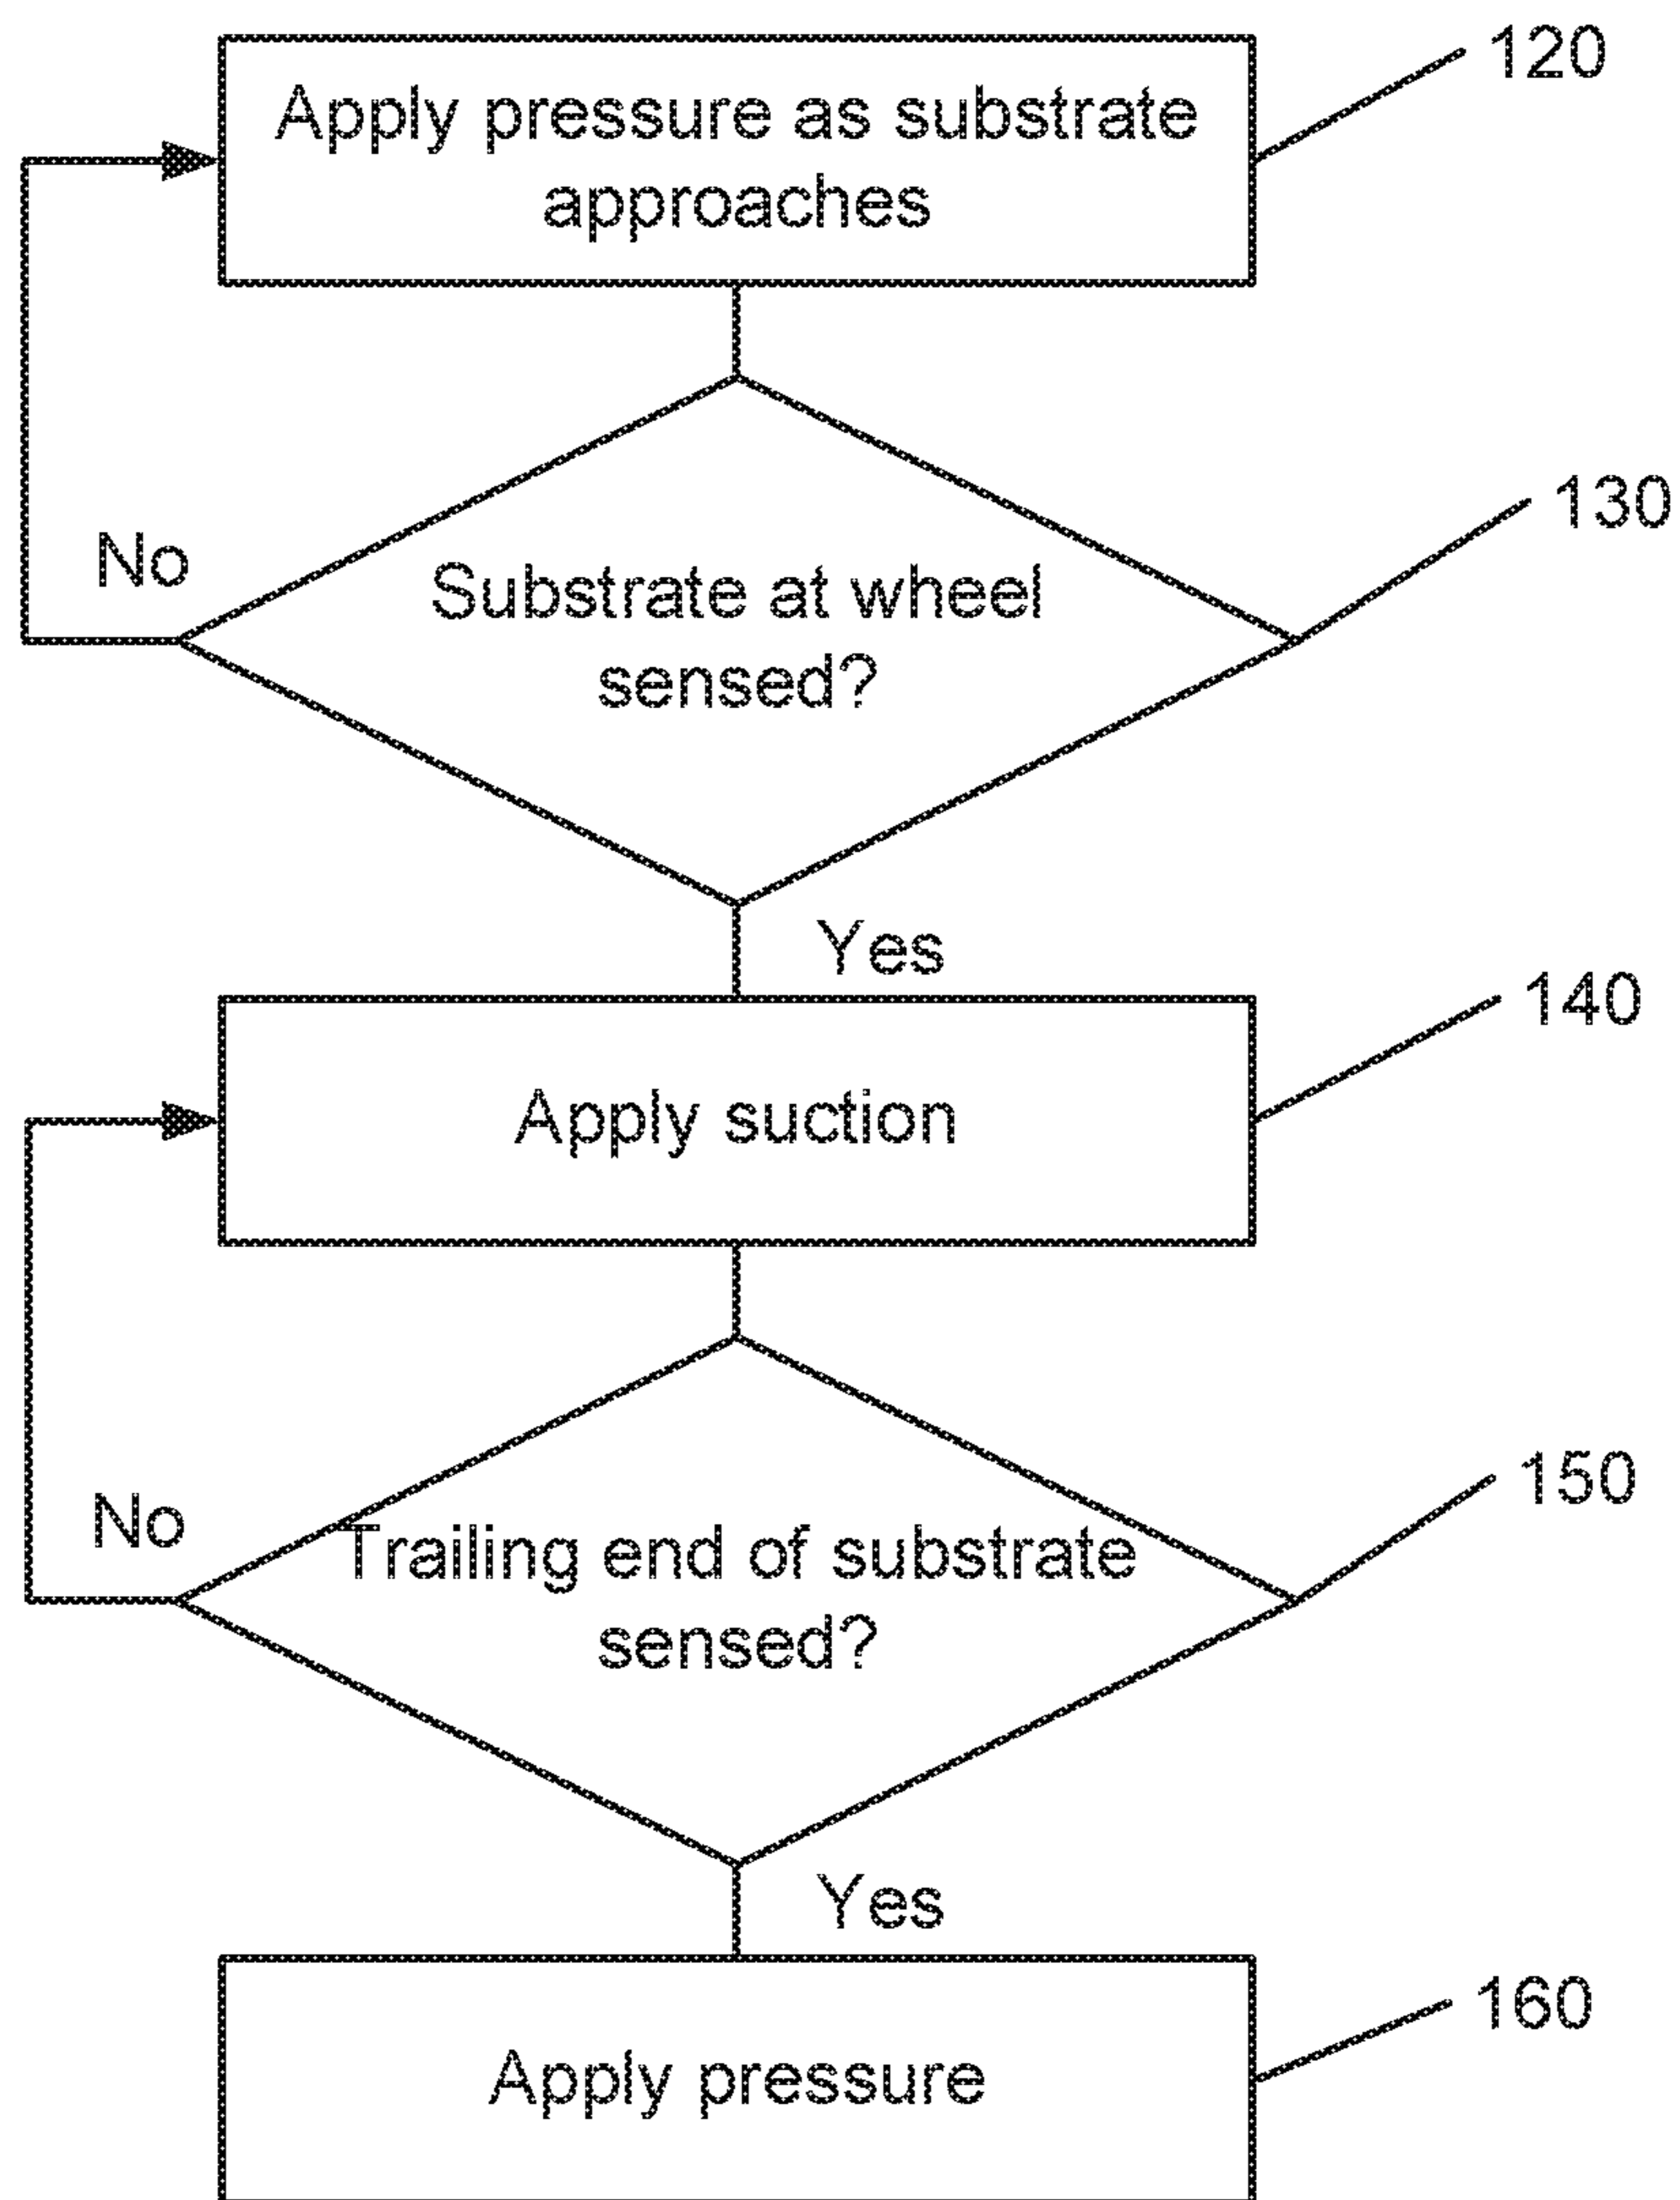 120
Apply pressure as substrate
approaches
130
No
Substrate at wheel
sensed?
Yes
140
Apply suction
150
No
Trailing end of substrate
sensed?
Yes
160
Apply pressure